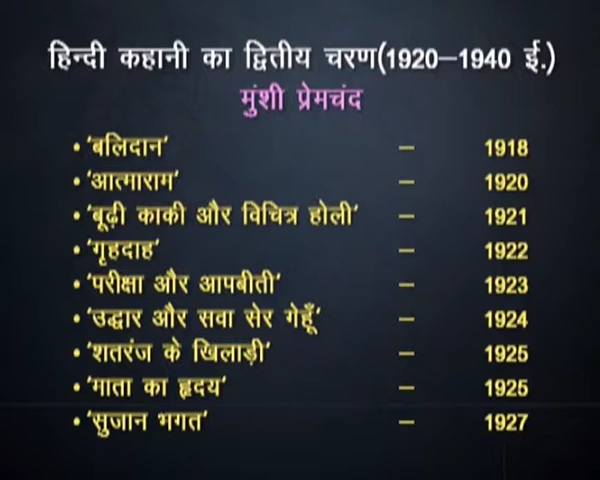 हिन्दी कहानी का द्वितीय चरण(1920–1940 ई.)
मुंशी प्रेमचंद
• 'बलिदान' – 1918
• 'आत्माराम' – 1920
• 'बूढ़ी काकी और विचित्र होली' – 1921
• 'गृहदाह' – 1922
• 'परीक्षा और आपबीती' – 1923
• 'उद्धार और सवा सेर गेहूँ' – 1924
• 'शतरंज के खिलाड़ी' – 1925
• 'माता का हृदय' – 1925
• 'सुजान भगत' – 1927